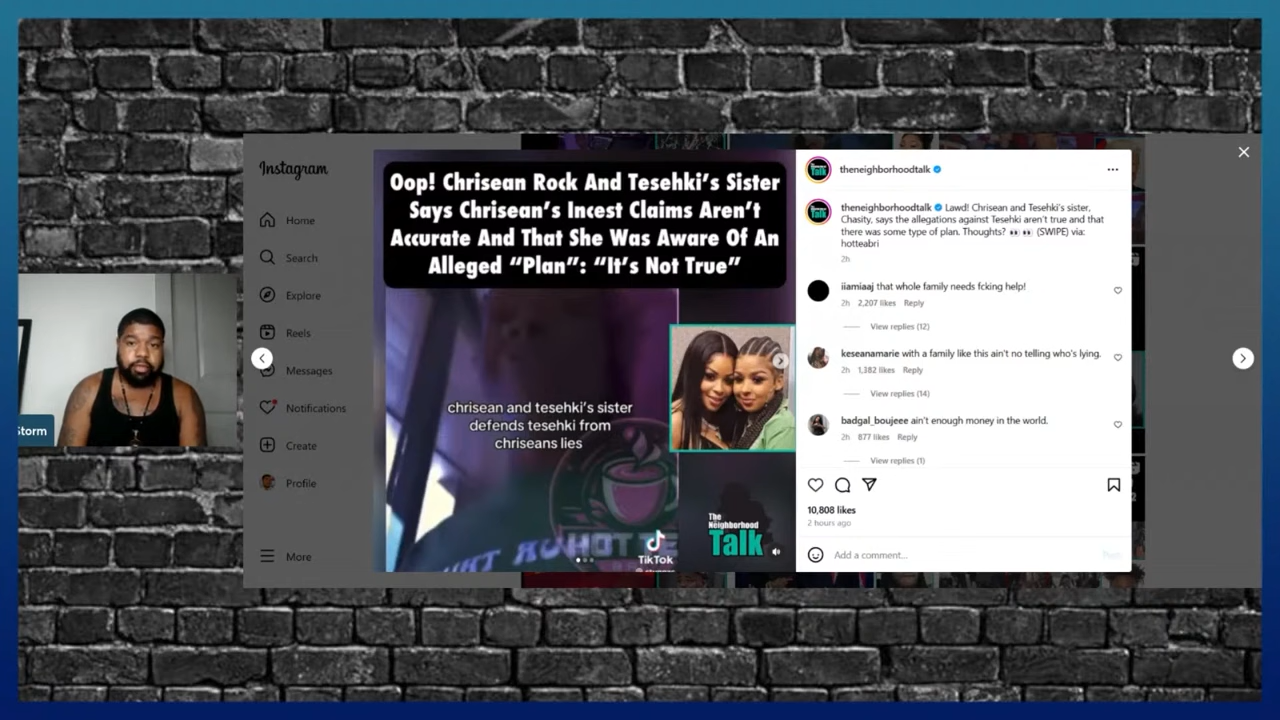 Instagram
Home
Search
Explore
Reels
Messages
Notifications
Create
Profile
More
Storm
Oop! Chrisean Rock And Tesehki's Sister
Says Chrisean's Incest Claims Aren't
Accurate And That She Was Aware Of An
Alleged “Plan”: “It's Not True”
chrisean and tesehki's sister
defends tesehki from
chriseans lies
TikTok
The
Neighborhood
Talk
theneighborhoodtalk
theneighborhoodtalk Lawd! Chrisean and Tesehki's sister,
Chasity, says the allegations against Tesehki aren't true and that
there was some type of plan. Thoughts? 👀 👀 (SWIPE) via:
hotteabri
2h
iiamiaaj that whole family needs fcking help!
2h 2,207 likes Reply
View replies (12)
keseanamarie with a family like this ain't no telling who's lying.
2h 1,382 likes Reply
View replies (14)
badgal_boujeee ain't enough money in the world.
2h 877 likes Reply
View replies (1)
10,808 likes
2 hours ago
Add a comment...
Post